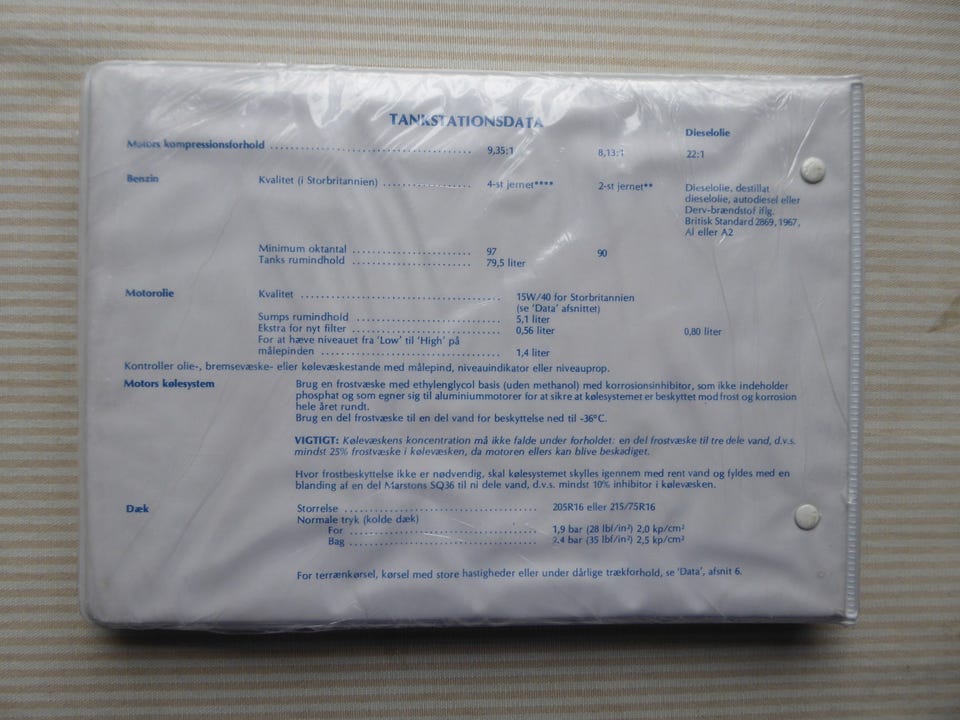 TANKSTATIONSDATA
Dieselolie
Motors kompressionsforhold .................................................. 9,35:1 8,13:1 22:1
Benzin Kvalitet (i Storbritannien) ...................... 4-st jernet**** 2-st jernet** Dieselolie, destillat
dieselolie, autodiesel eller
Derv-brændstof iflg.
Britisk Standard 2869, 1967,
Al eller A2
Minimum oktantal .............................. 97 90
Tanks rumindhold .............................. 79,5 liter
Motorolie Kvalitet .................................................. 15W/40 for Storbritannien
(se 'Data' afsnittet)
Sumps rumindhold .................................... 5,1 liter
Ekstra for nyt filter .................................... 0,56 liter 0,80 liter
For at hæve niveauet fra 'Low' til 'High' på
målepinden .............................................. 1,4 liter
Kontroller olie-, bremsevæske- eller kølevæskestande med målepind, niveauindikator eller niveauprop.
Motors kølesystem Brug en frostvæske med ethylenglycol basis (uden methanol) med korrosionsinhibitor, som ikke indeholder
phosphat og som egner sig til aluminiummotorer for at sikre at kølesystemet er beskyttet mod frost og korrosion
hele året rundt.
Brug en del frostvæske til en del vand for beskyttelse ned til -36°C.
VIGTIGT: Kølevæskens koncentration må ikke falde under forholdet: en del frostvæske til tre dele vand, d.v.s.
mindst 25% frostvæske i kølevæsken, da motoren ellers kan blive beskadiget.
Hvor frostbeskyttelse ikke er nødvendig, skal kølesystemet skylles igennem med rent vand og fyldes med en
blanding af en del Marstons SQ36 til ni dele vand, d.v.s. mindst 10% inhibitor i kølevæsken.
Dæk Storrelse .............................................. 205R16 eller 215/75R16
Normale tryk (kolde dæk)
For .............................................. 1,9 bar (28 lbf/in²) 2,0 kp/cm²
Bag .............................................. 2,4 bar (35 lbf/in²) 2,5 kp/cm²
For terrænkørsel, kørsel med store hastigheder eller under dårlige trækforhold, se 'Data', afsnit 6.